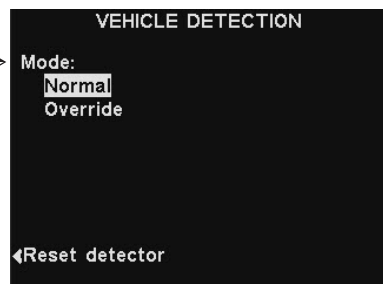 VEHICLE DETECTION
Mode:
Normal
Override
Reset detector